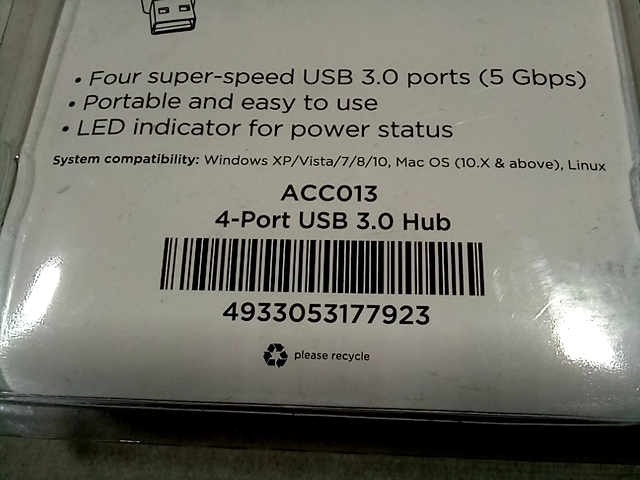 • Four super-speed USB 3.0 ports (5 Gbps)
• Portable and easy to use
• LED indicator for power status
System compatibility: Windows XP/Vista/7/8/10, Mac OS (10.X & above), Linux
ACC013
4-Port USB 3.0 Hub
4933053177923
please recycle